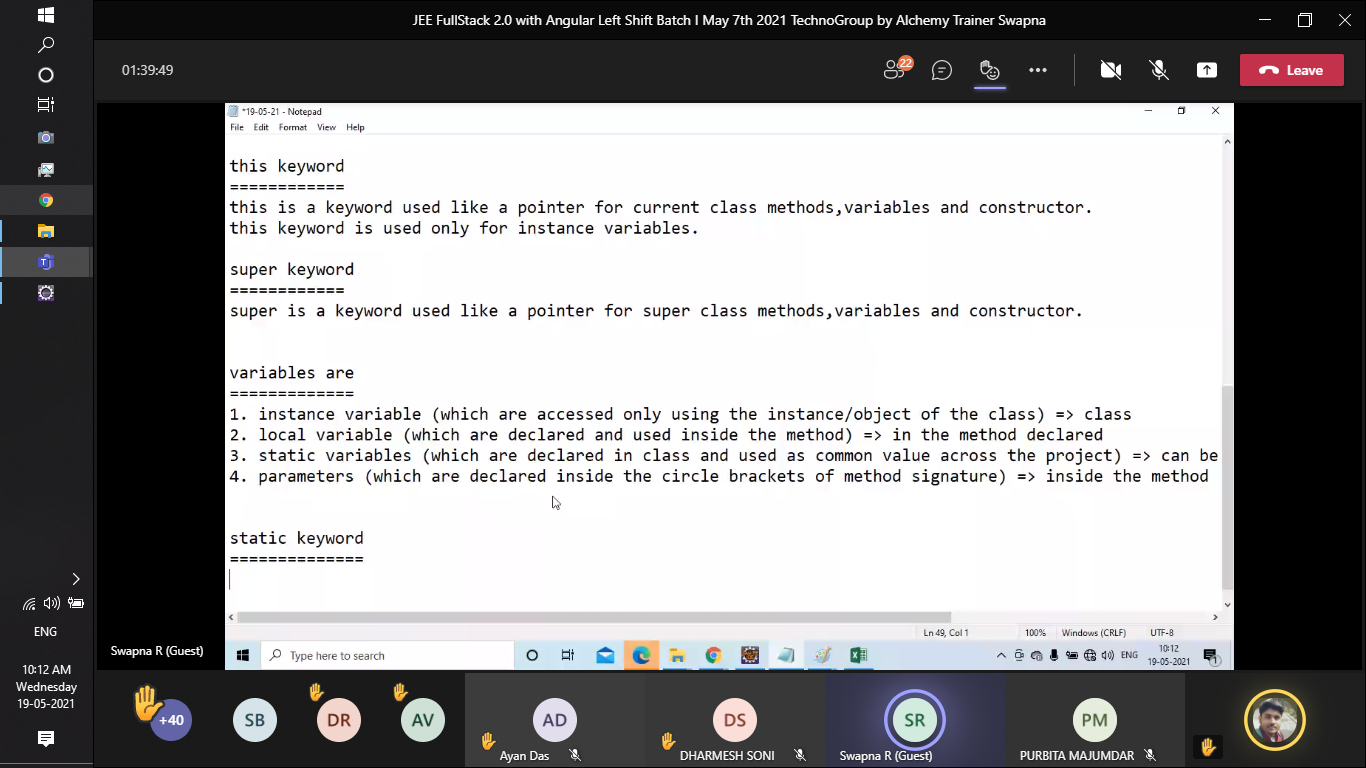 JEE FullStack 2.0 with Angular Left Shift Batch I May 7th 2021 TechnoGroup by Alchemy Trainer Swapna
01:39:49
22
Leave
*19-05-21 - Notepad
File Edit Format View Help
this keyword
============
this is a keyword used like a pointer for current class methods,variables and constructor.
this keyword is used only for instance variables.
super keyword
============
super is a keyword used like a pointer for super class methods,variables and constructor.
variables are
=============
1. instance variable (which are accessed only using the instance/object of the class) => class
2. local variable (which are declared and used inside the method) => in the method declared
3. static variables (which are declared in class and used as common value across the project) => can be
4. parameters (which are declared inside the circle brackets of method signature) => inside the method
static keyword
==============
Ln 49, Col 1 100% Windows (CRLF) UTF-8
Swapna R (Guest)
Type here to search
ENG
10:12
19-05-2021
1
ENG
10:12 AM
Wednesday
19-05-2021
+40
SB
DR
AV
AD
Ayan Das
DS
DHARMESH SONI
SR
Swapna R (Guest)
PM
PURBITA MAJUMDAR